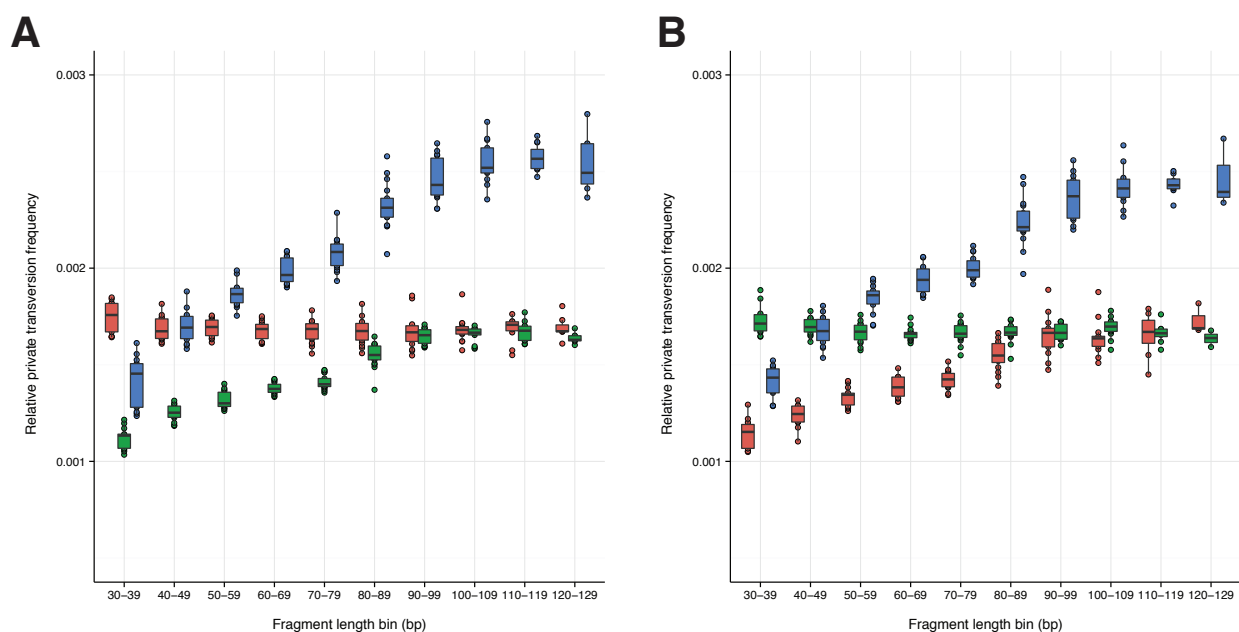 A
Relative private transversion frequency
0.003
0.002
0.001
30−39 40−49 50−59 60−69 70−79 80−89 90−99 100−109 110−119 120−129
Fragment length bin (bp)
B
Relative private transversion frequency
0.003
0.002
0.001
30−39 40−49 50−59 60−69 70−79 80−89 90−99 100−109 110−119 120−129
Fragment length bin (bp)